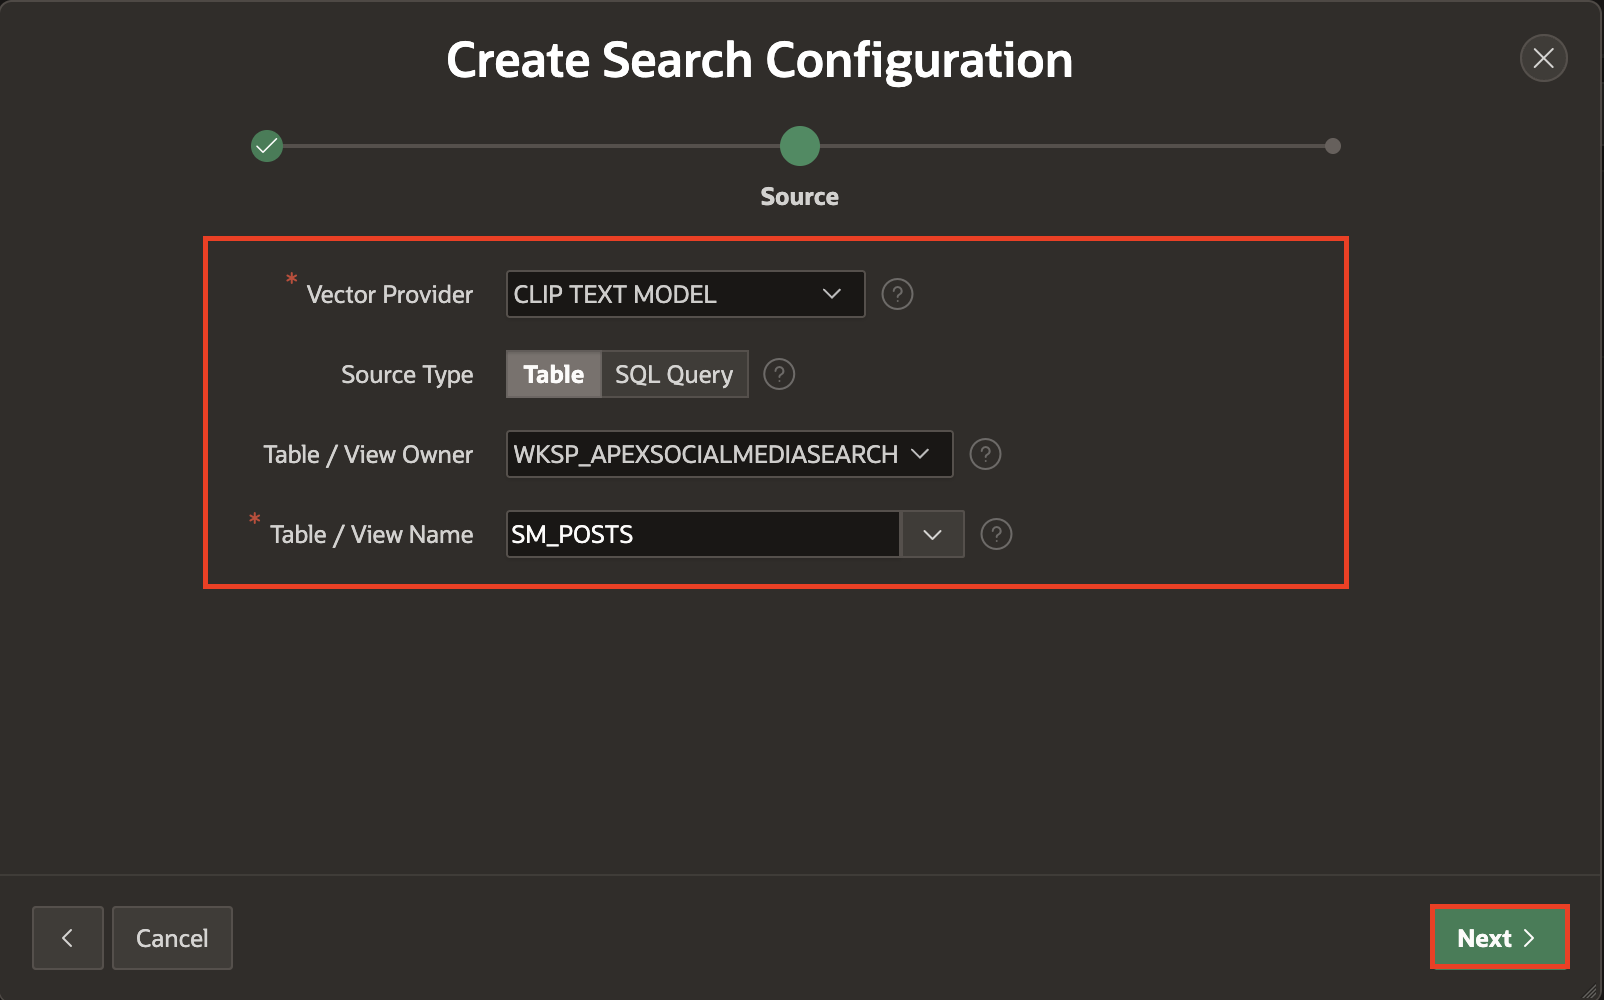 Create Search Configuration
Source
* Vector Provider CLIP TEXT MODEL ?
Source Type Table SQL Query ?
Table / View Owner WKSP_APEXSOCIALMEDIASEARCH ?
* Table / View Name SM_POSTS ?
Cancel Next